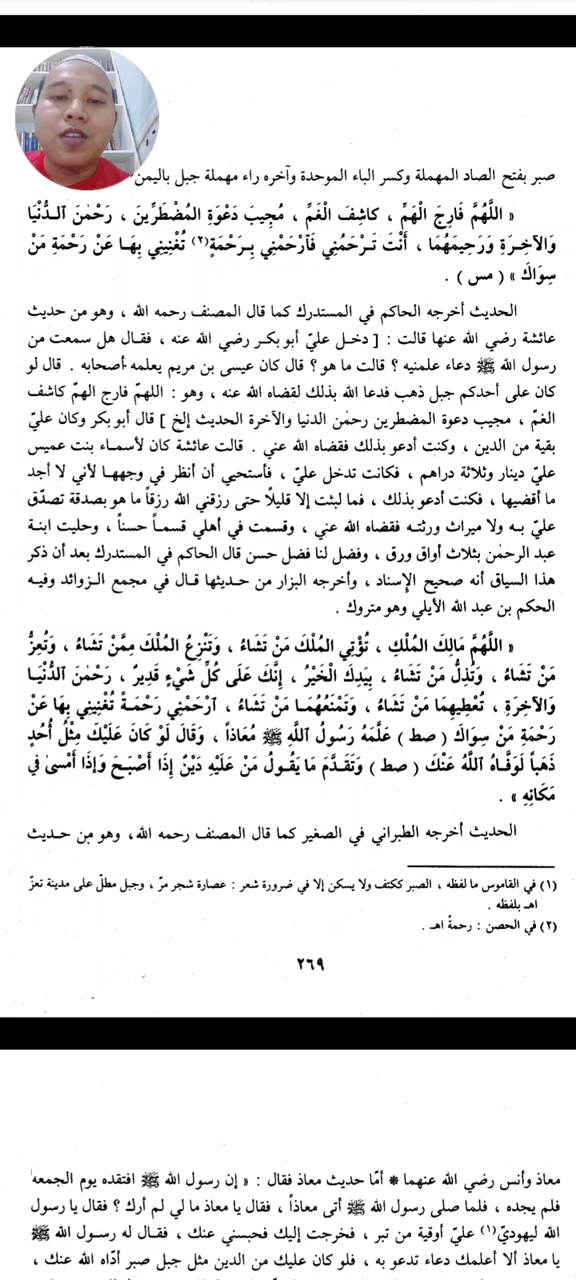 صبر بفتح الصاد المهملة وكسر الباء الموحدة وآخره راء مهملة جبل باليمن
« اللَّهُمَّ فَارِجَ الْهَمِّ ، كَاشِفَ الْغَمِّ ، مُجِيبَ دَعْوَةِ المُضْطَرِّينَ ، رَحْمٰنَ الدُّنْيَا
وَالآخِرَةِ وَرَحِيمَهُمَا ، أَنْتَ تَرْحَمُنِي فَارْحَمْنِي بِرَحْمَةٍ(٢) تُغْنِينِي بِهَا عَنْ رَحْمَةِ مَنْ
سِوَاكَ » ( مس ) .
الحديث أخرجه الحاكم في المستدرك كما قال المصنف رحمه الله ، وهو من حديث
عائشة رضي الله عنها قالت : [ دخل عليّ أبو بكر رضي الله عنه ، فقال هل سمعت من
رسول الله ﷺ دعاء علمنيه ؟ قالت ما هو ؟ قال كان عيسى بن مريم يعلمه أصحابه . قال لو
كان على أحدكم جبل ذهب فدعا الله بذلك لقضاه الله عنه ، وهو : اللهمّ فارج الهمّ كاشف
الغمّ ، مجيب دعوة المضطرين رحمٰن الدنيا والآخرة الحديث إلخ ] قال أبو بكر وكان عليّ
بقية من الدين ، وكنت أدعو بذلك فقضاه الله عني . قالت عائشة كان لأسماء بنت عميس
عليّ دينار وثلاثة دراهم ، فكانت تدخل عليّ ، فأستحيي أن أنظر في وجهها لأني لا أجد
ما أقضيها ، فكنت أدعو بذلك ، فما لبثت إلا قليلاً حتى رزقني الله رزقاً ما هو بصدقة تصدّق
عليّ به ولا ميراث ورثته فقضاه الله عني ، وقسمت في أهلي قسماً حسناً ، وحليت ابنة
عبد الرحمٰن بثلاث أواق ورق ، وفضل لنا فضل حسن قال الحاكم في المستدرك بعد أن ذكر
هذا السياق أنه صحيح الإسناد ، وأخرجه البزار من حديثها قال في مجمع الزوائد وفيه
الحكم بن عبد الله الأيلي وهو متروك .
« اللَّهُمَّ مَالِكَ المُلْكِ ، تُؤْتِي المُلْكَ مَنْ تَشَاءُ ، وَتَنْزِعُ المُلْكَ مِمَّنْ تَشَاءُ ، وَتُعِزُّ
مَنْ تَشَاءُ ، وَتُذِلُّ مَنْ تَشَاءُ ، بِيَدِكَ الْخَيْرُ ، إِنَّكَ عَلَى كُلِّ شَيْءٍ قَدِيرٌ ، رَحْمٰنَ الدُّنْيَا
وَالآخِرَةِ ، تُعْطِيهِمَا مَنْ تَشَاءُ ، وَتَمْنَعُهُمَا مَنْ تَشَاءُ ، ارْحَمْنِي رَحْمَةً تُغْنِينِي بِهَا عَنْ
رَحْمَةِ مَنْ سِوَاكَ ( صط ) عَلَّمَهُ رَسُولُ اللَّهِ ﷺ مُعَاذاً ، وَقَالَ لَوْ كَانَ عَلَيْكَ مِثْلُ أُحُدٍ
ذَهَباً لَوَفَّاهُ اللَّهُ عَنْكَ ( صط ) وَتَقَدَّمَ مَا يَقُولُ مَنْ عَلَيْهِ دَيْنٌ إِذَا أَصْبَحَ وَإِذَا أَمْسَىٰ فِي
مَكَانِهِ » .
الحديث أخرجه الطبراني في الصغير كما قال المصنف رحمه الله، وهو من حديث
(١) في القاموس ما لفظه ، الصبر ككتف ولا يسكن إلا في ضرورة شعر : عصارة شجر مرّ ، وجبل مطلّ على مدينة تعزّ
اهـ بلفظه .
(٢) في الحصن : رحمةً اهـ .
٢٦٩
معاذ وأنس رضي الله عنهما * أمّا حديث معاذ فقال : « إن رسول الله ﷺ افتقده يوم الجمعه
فلم يجده ، فلما صلى رسول الله ﷺ أتى معاذاً ، فقال يا معاذ ما لي لم أرك ؟ فقال يا رسول
الله ليهوديّ(١) عليّ أوقية من تبر ، فخرجت إليك فحبسني عنك ، فقال له رسول الله ﷺ
يا معاذ ألا أعلمك دعاء تدعو به ، فلو كان عليك من الدين مثل جبل صبر أدّاه الله عنك ،